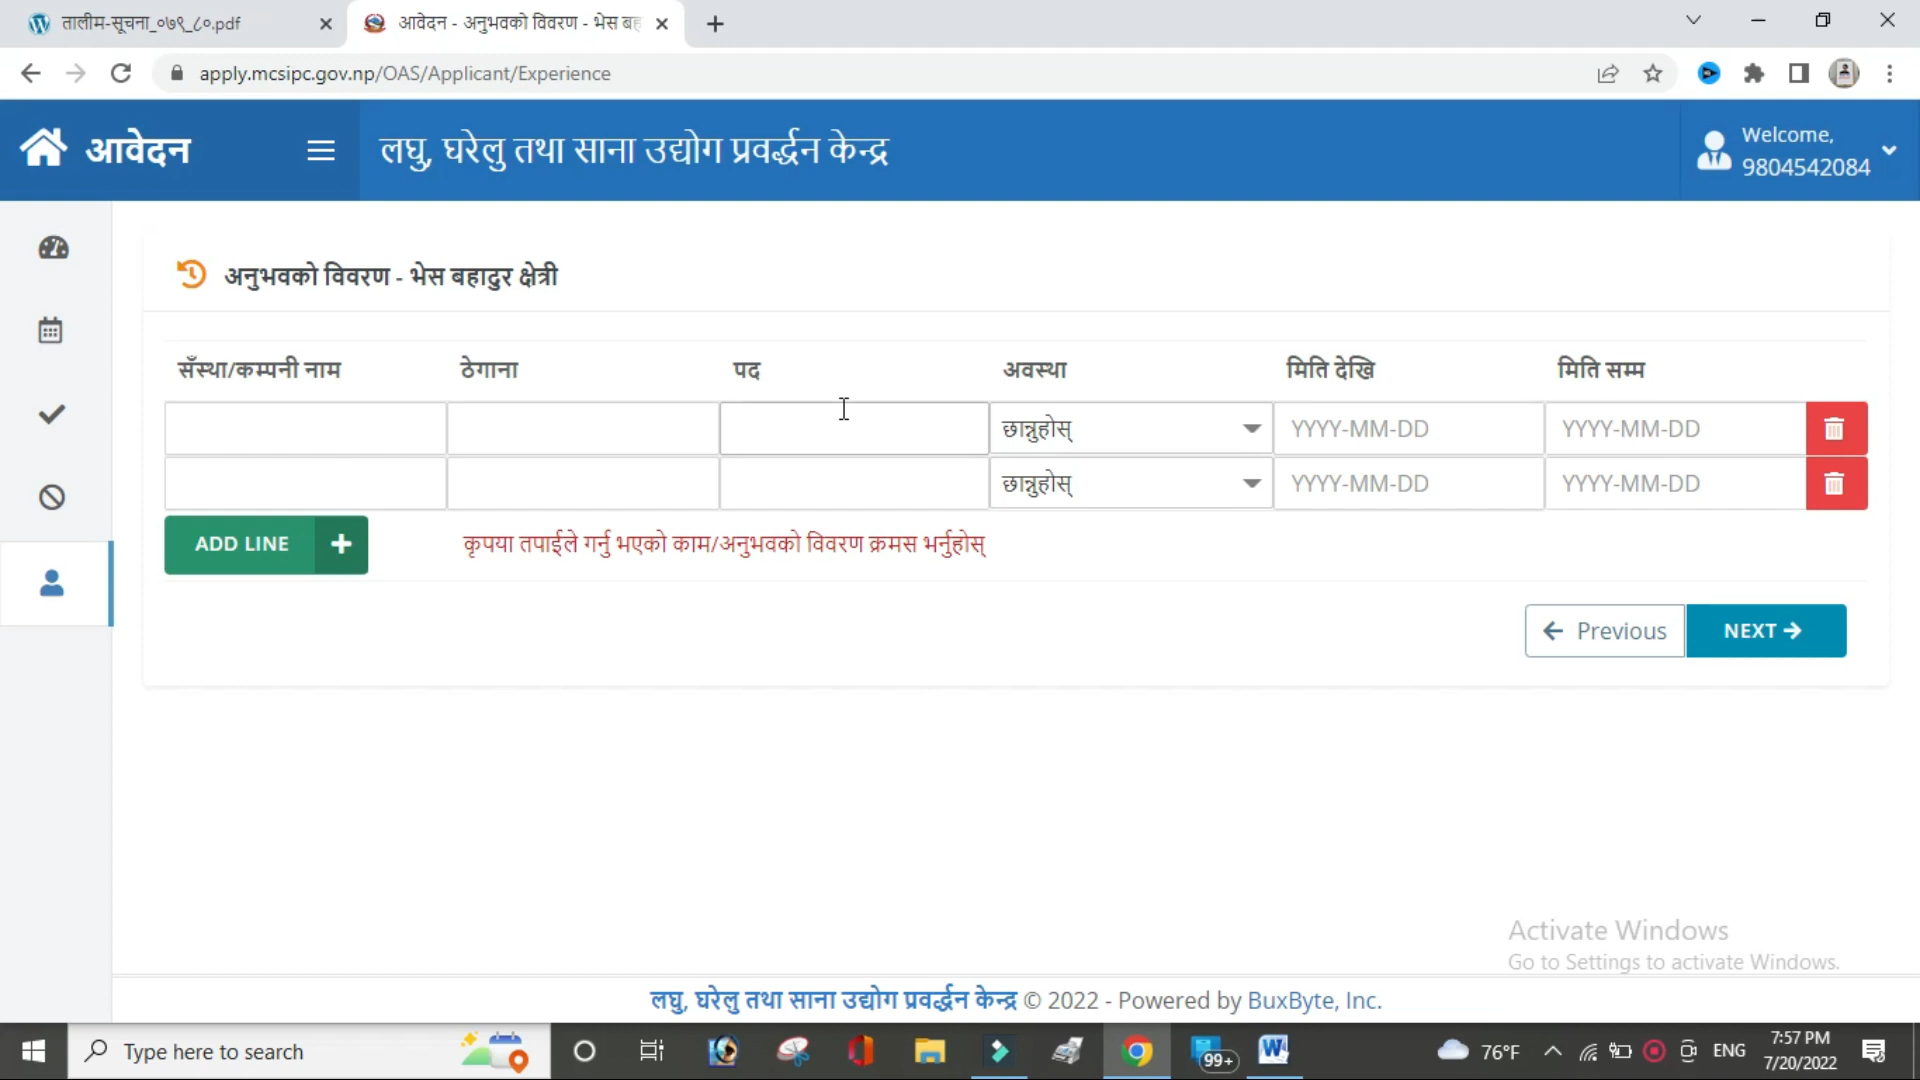 तालीम-सूचना_०७९_८०.pdf
आवेदन - अनुभवको विवरण - भेस बह
apply.mcsipc.gov.np/OAS/Applicant/Experience
आवेदन
लघु, घरेलु तथा साना उद्योग प्रवर्द्धन केन्द्र
Welcome,
9804542084
अनुभवको विवरण - भेस बहादुर क्षेत्री
सँस्था/कम्पनी नाम ठेगाना पद अवस्था मिति देखि मिति सम्म
छान्नुहोस् YYYY-MM-DD YYYY-MM-DD
छान्नुहोस् YYYY-MM-DD YYYY-MM-DD
ADD LINE + कृपया तपाईले गर्नु भएको काम/अनुभवको विवरण क्रमस भर्नुहोस्
Previous NEXT
Activate Windows
Go to Settings to activate Windows.
लघु, घरेलु तथा साना उद्योग प्रवर्द्धन केन्द्र © 2022 - Powered by BuxByte, Inc.
Type here to search
99+
76°F
ENG
7:57 PM
7/20/2022